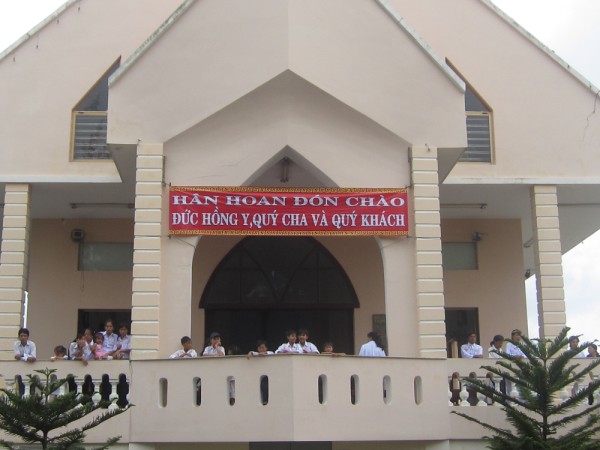 HÂN HOAN ĐÓN CHÀO
ĐỨC HỒNG Y,QUÝ CHA VÀ QUÝ KHÁCH